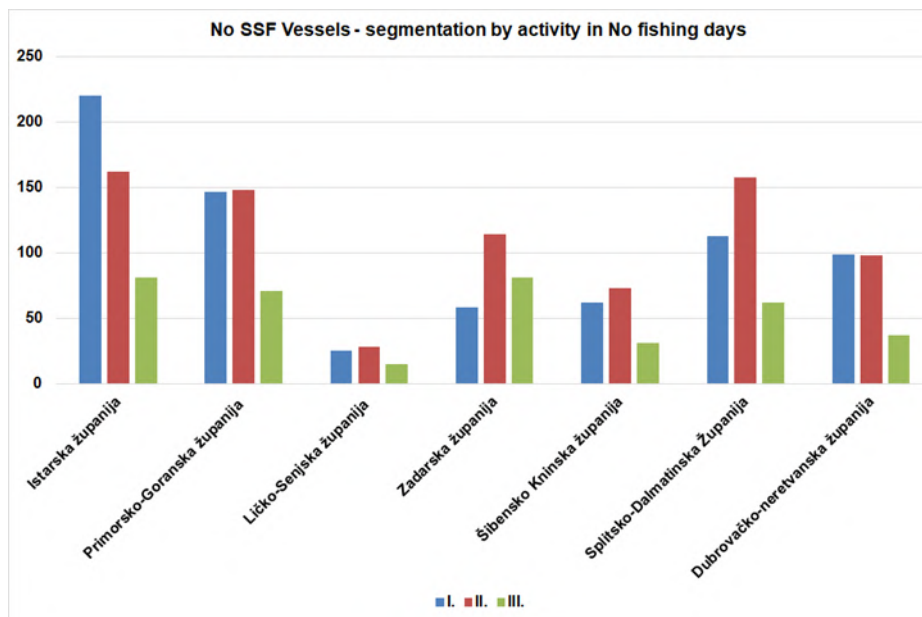 No SSF Vessels - segmentation by activity in No fishing days
250
200
150
100
50
0
Istarska županija
Primorsko-Goranska županija
Ličko-Senjska županija
Zadarska županija
Šibensko Kninska županija
Splitsko-Dalmatinska Županija
Dubrovačko-neretvanska županija
I. II. III.